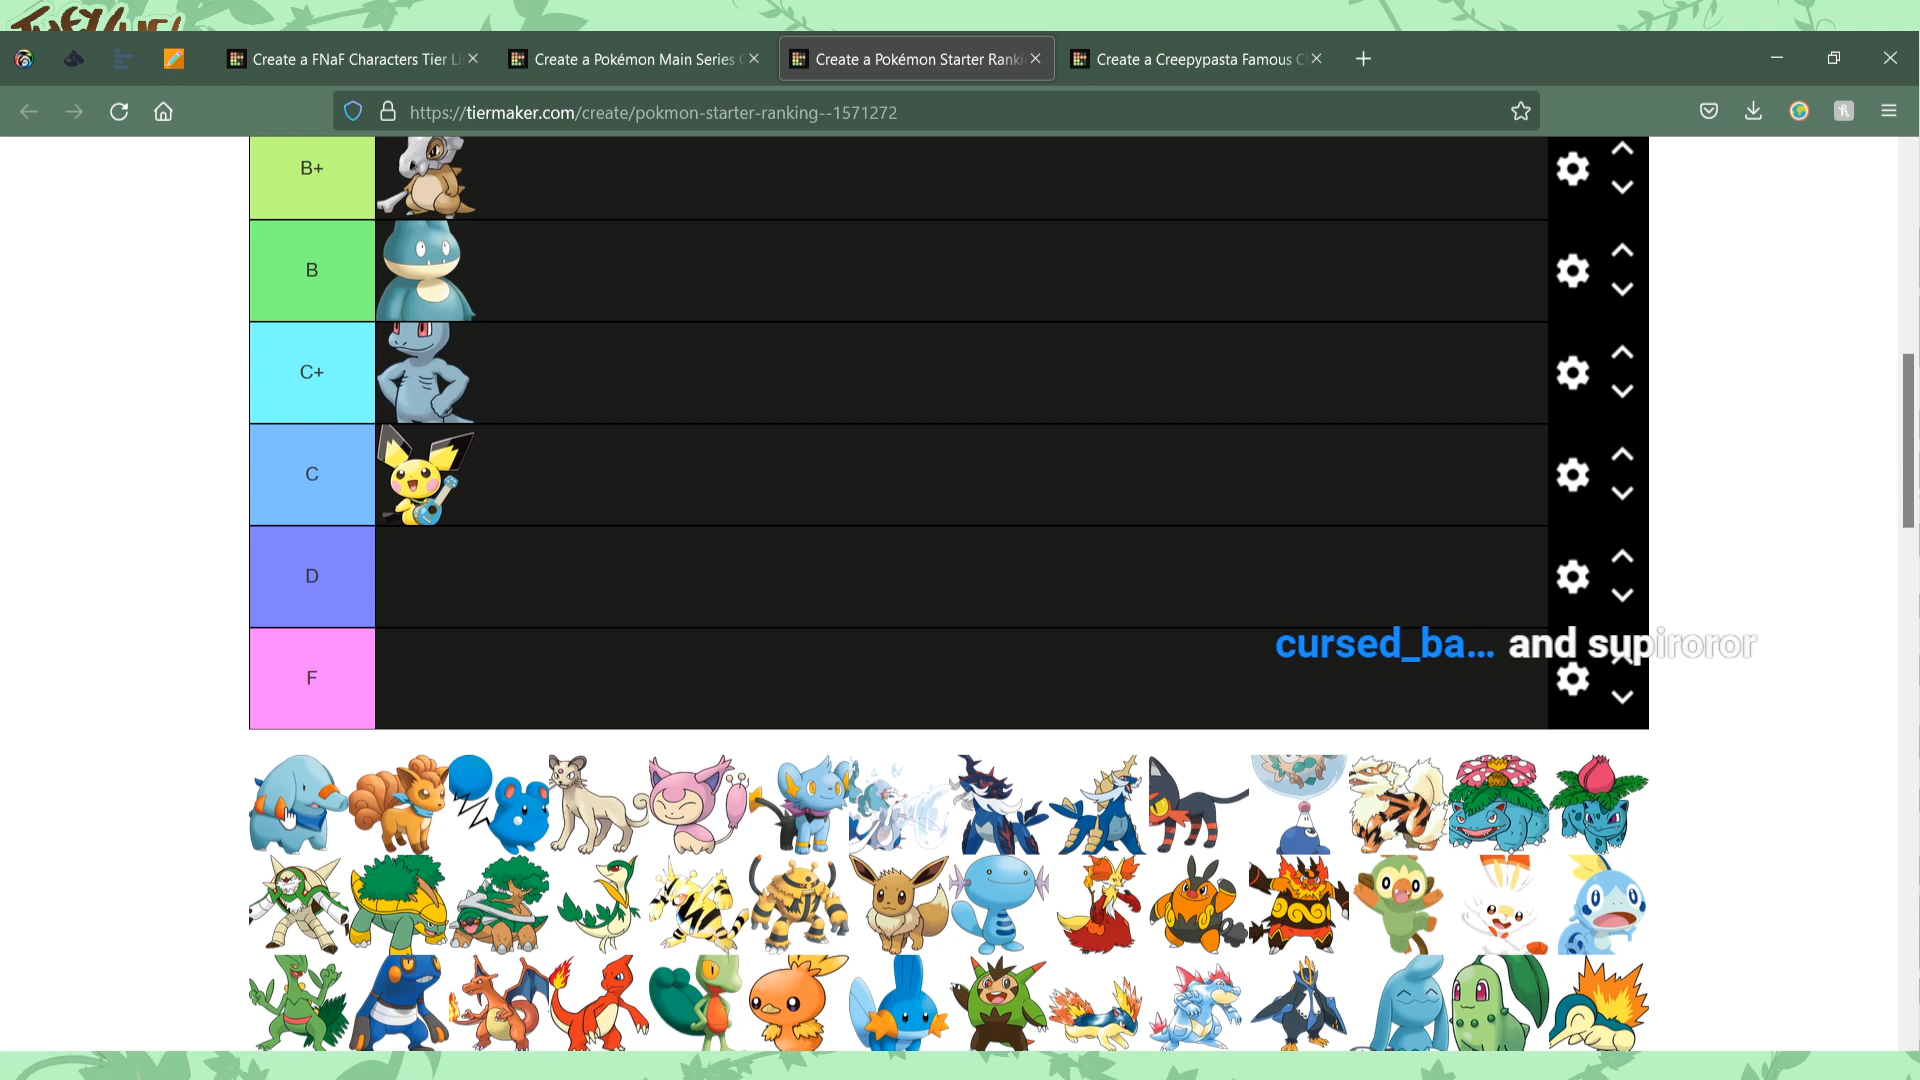 Create a FNaF Characters Tier Li
Create a Pokémon Main Series
Create a Pokémon Starter Ranki
Create a Creepypasta Famous C
https://tiermaker.com/create/pokmon-starter-ranking--1571272
B+
B
C+
C
D
F
cursed_ba... and supiroror